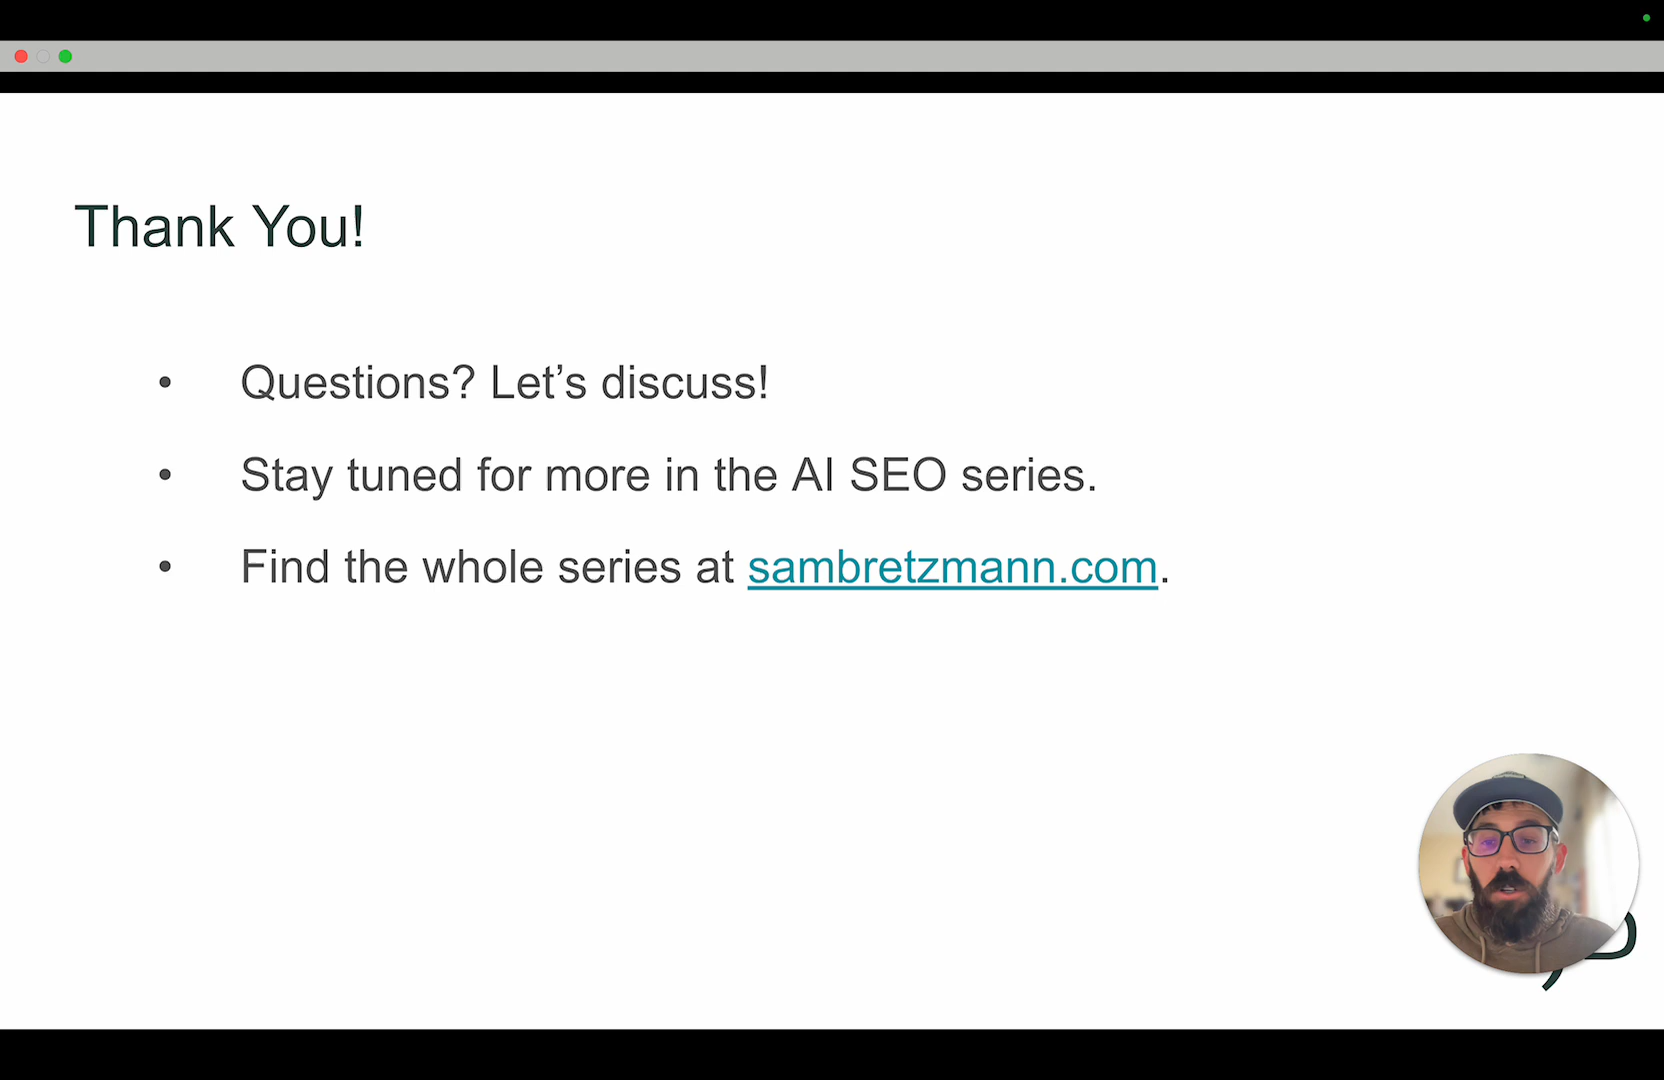 Thank You!
• Questions? Let’s discuss!
• Stay tuned for more in the AI SEO series.
• Find the whole series at sambretzmann.com.